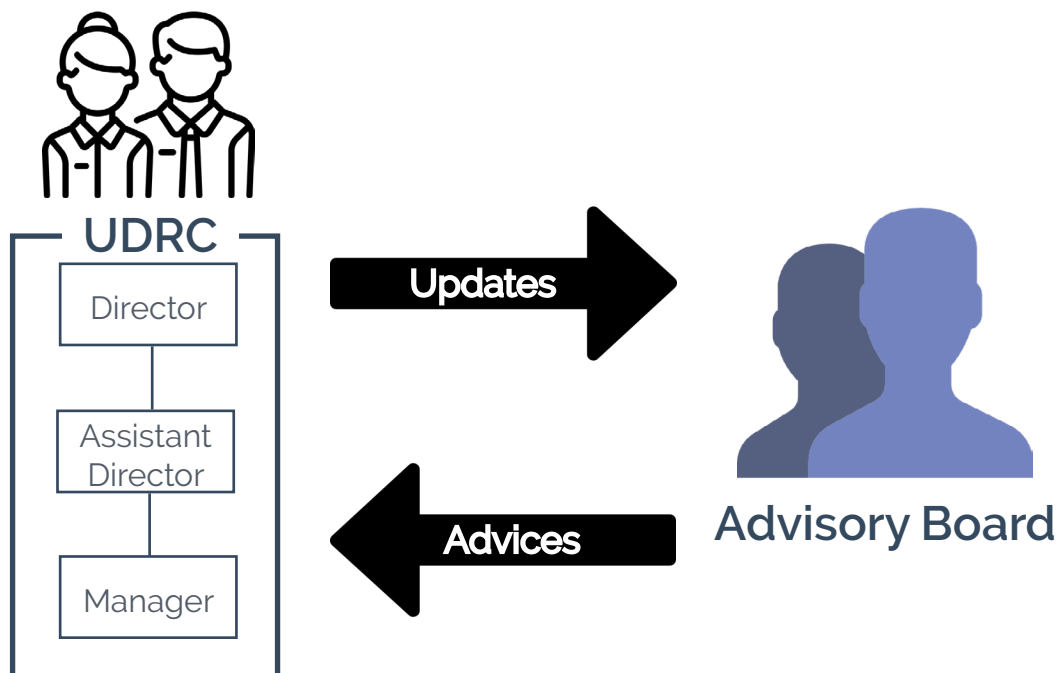 UDRC
Director
Assistant
Director
Manager
Updates
Advices
Advisory Board